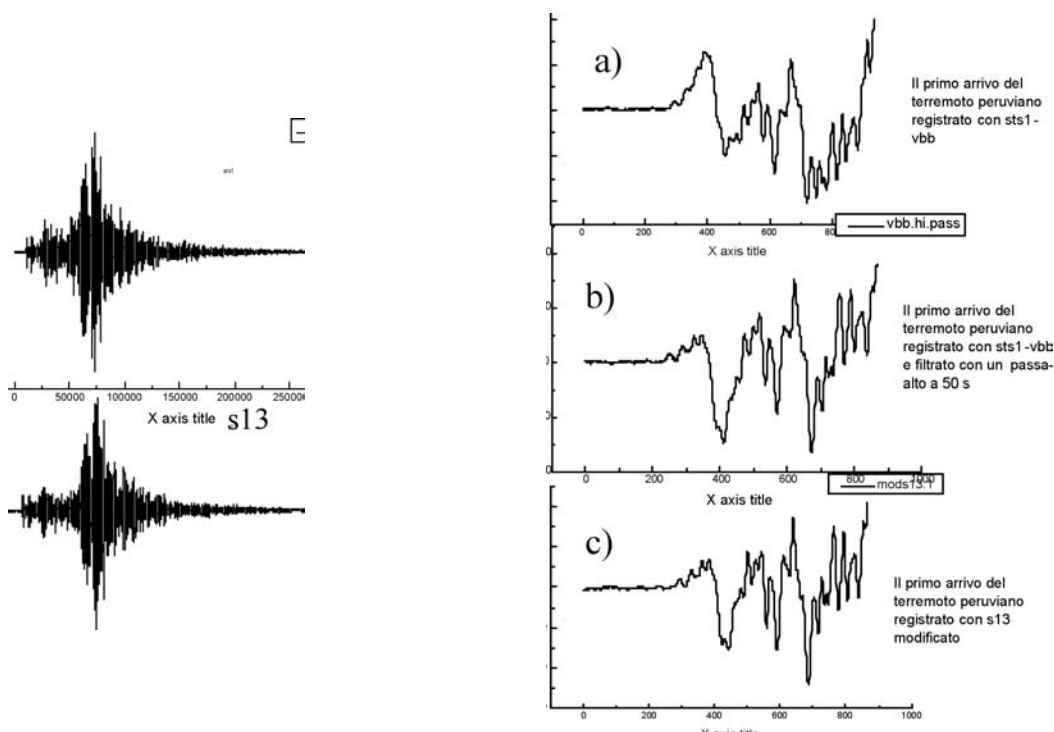 0 50000 100000 150000 200000
X axis title s13
a)
Il primo arrivo del
terremoto peruviano
registrato con sts1-
vbb
0 200 400 600
vbb.hi.pass
X axis title
b)
Il primo arrivo del
terremoto peruviano
registrato con sts1-vbb
e filtrato con un passa-
alto a 50 s
0 200 400 600 800 1000
mods13.1
X axis title
c)
Il primo arrivo del
terremoto peruviano
registrato con s13
modificato
0 200 400 600 800 1000
X axis title